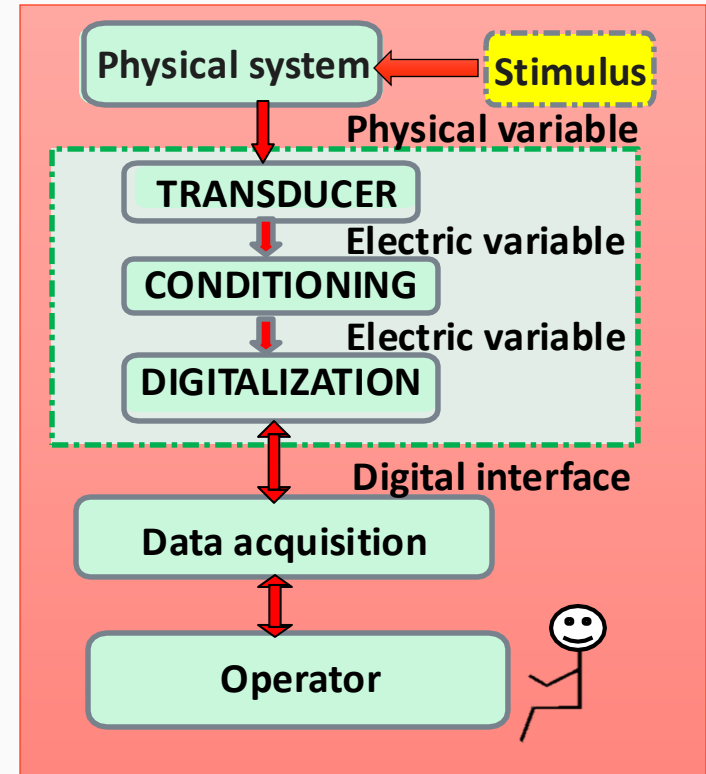 Physical system
Stimulus
Physical variable
TRANSDUCER
Electric variable
CONDITIONING
Electric variable
DIGITALIZATION
Digital interface
Data acquisition
Operator